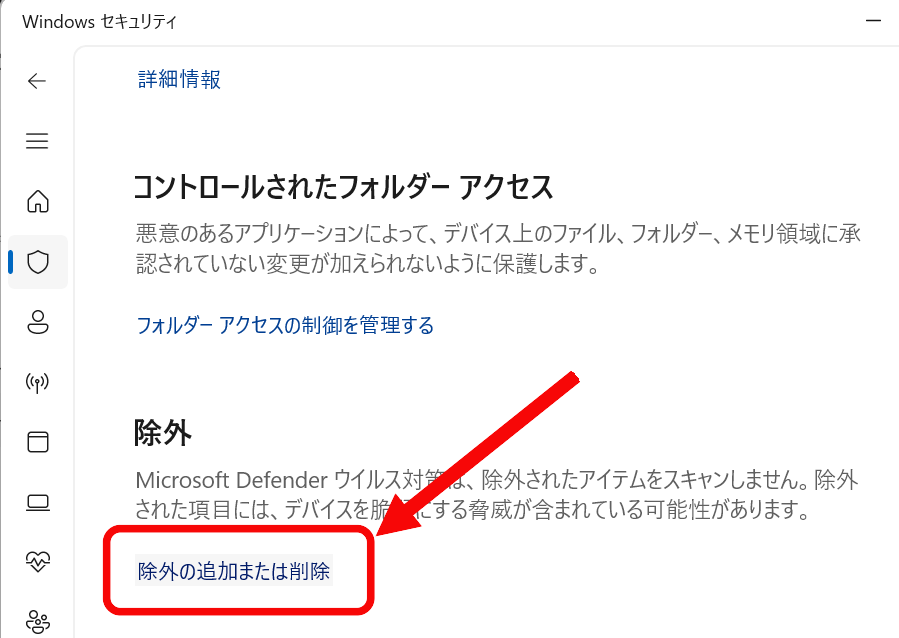 Windows セキュリティ
詳細情報
コントロールされたフォルダー アクセス
悪意のあるアプリケーションによって、デバイス上のファイル、フォルダー、メモリ領域に承
認されていない変更が加えられないように保護します。
フォルダー アクセスの制御を管理する
除外
Microsoft Defender ウイルス対策は、除外されたアイテムをスキャンしません。除外
された項目には、デバイスを脆弱にする脅威が含まれている可能性があります。
除外の追加または削除